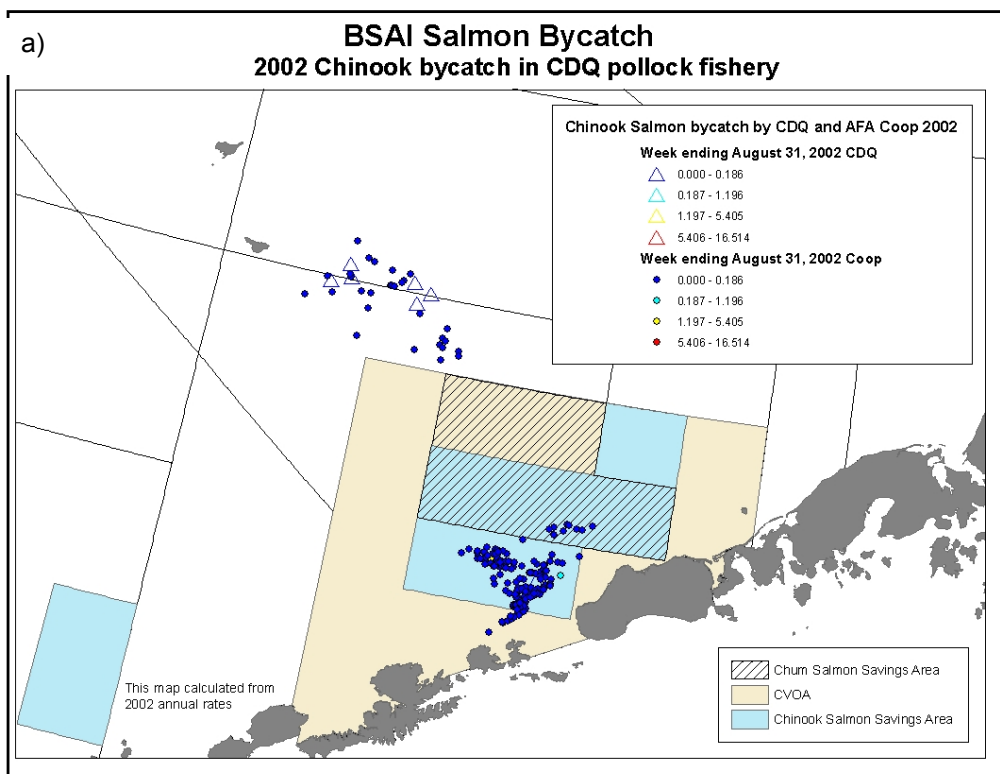 a)
BSAI Salmon Bycatch
2002 Chinook bycatch in CDQ pollock fishery
Chinook Salmon bycatch by CDQ and AFA Coop 2002
Week ending August 31, 2002 CDQ
0.000 - 0.186
0.187 - 1.196
1.197 - 5.405
5.406 - 16.514
Week ending August 31, 2002 Coop
0.000 - 0.186
0.187 - 1.196
1.197 - 5.405
5.406 - 16.514
This map calculated from
2002 annual rates
Chum Salmon Savings Area
CVOA
Chinook Salmon Savings Area